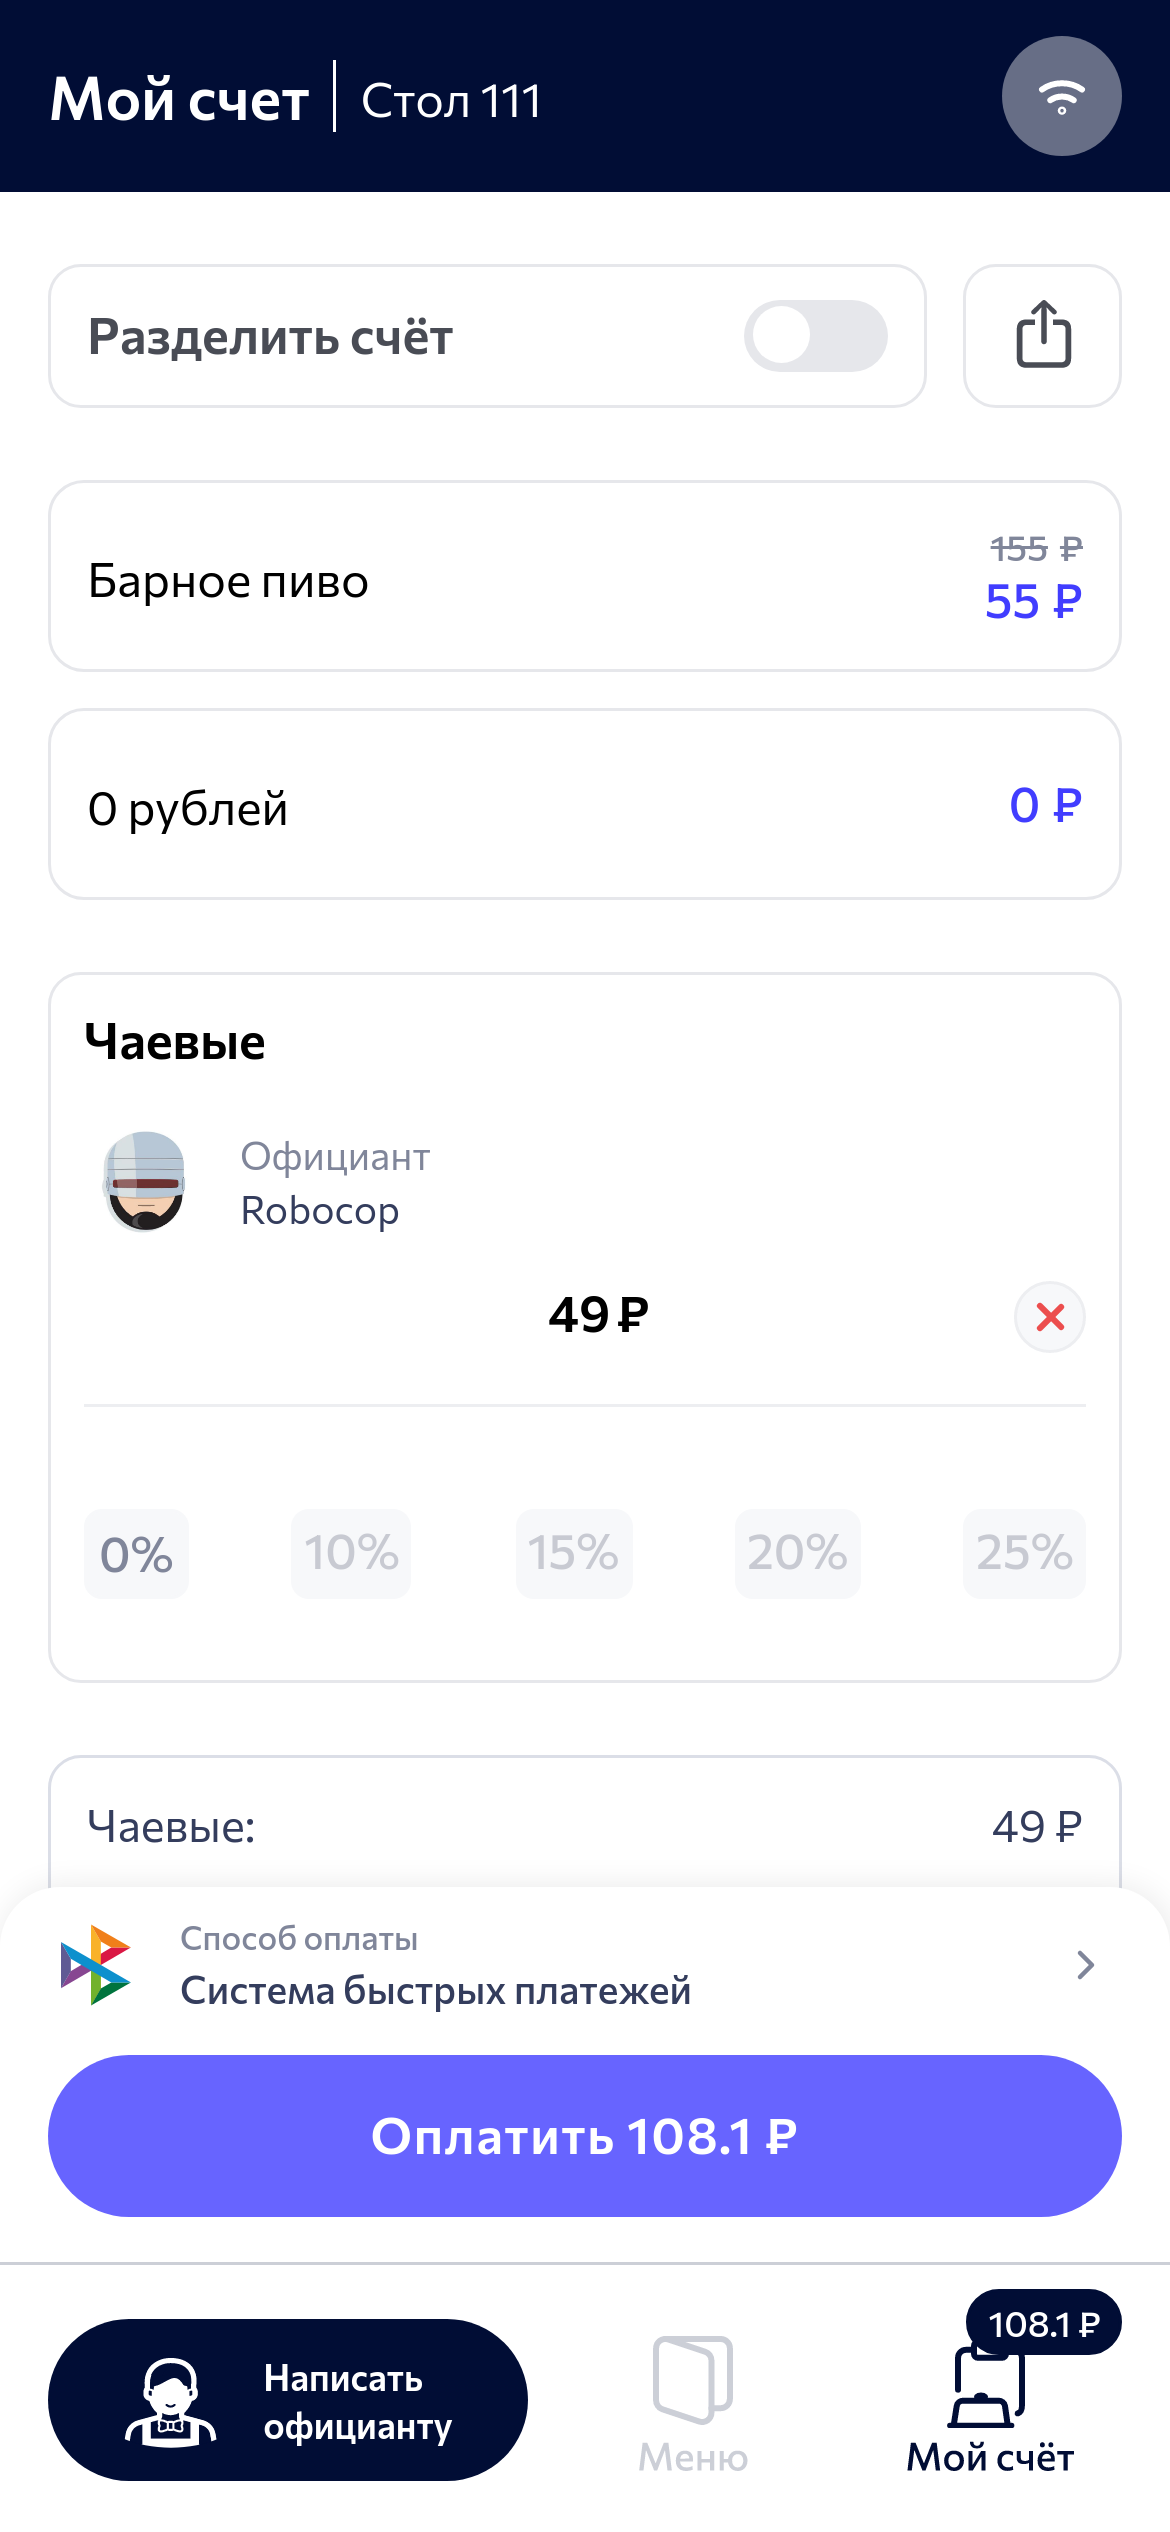 Мой счет
Стол 111
Разделить счёт
155 ₽
Барное пиво
55 ₽
0 рублей
0 ₽
Чаевые
Официант
Robocop
49 ₽
0%
10%
15%
20%
25%
Чаевые:
49 ₽
Способ оплаты
Система быстрых платежей
Оплатить 108.1 ₽
108.1 ₽
Написать
официанту
Меню
Мой счёт